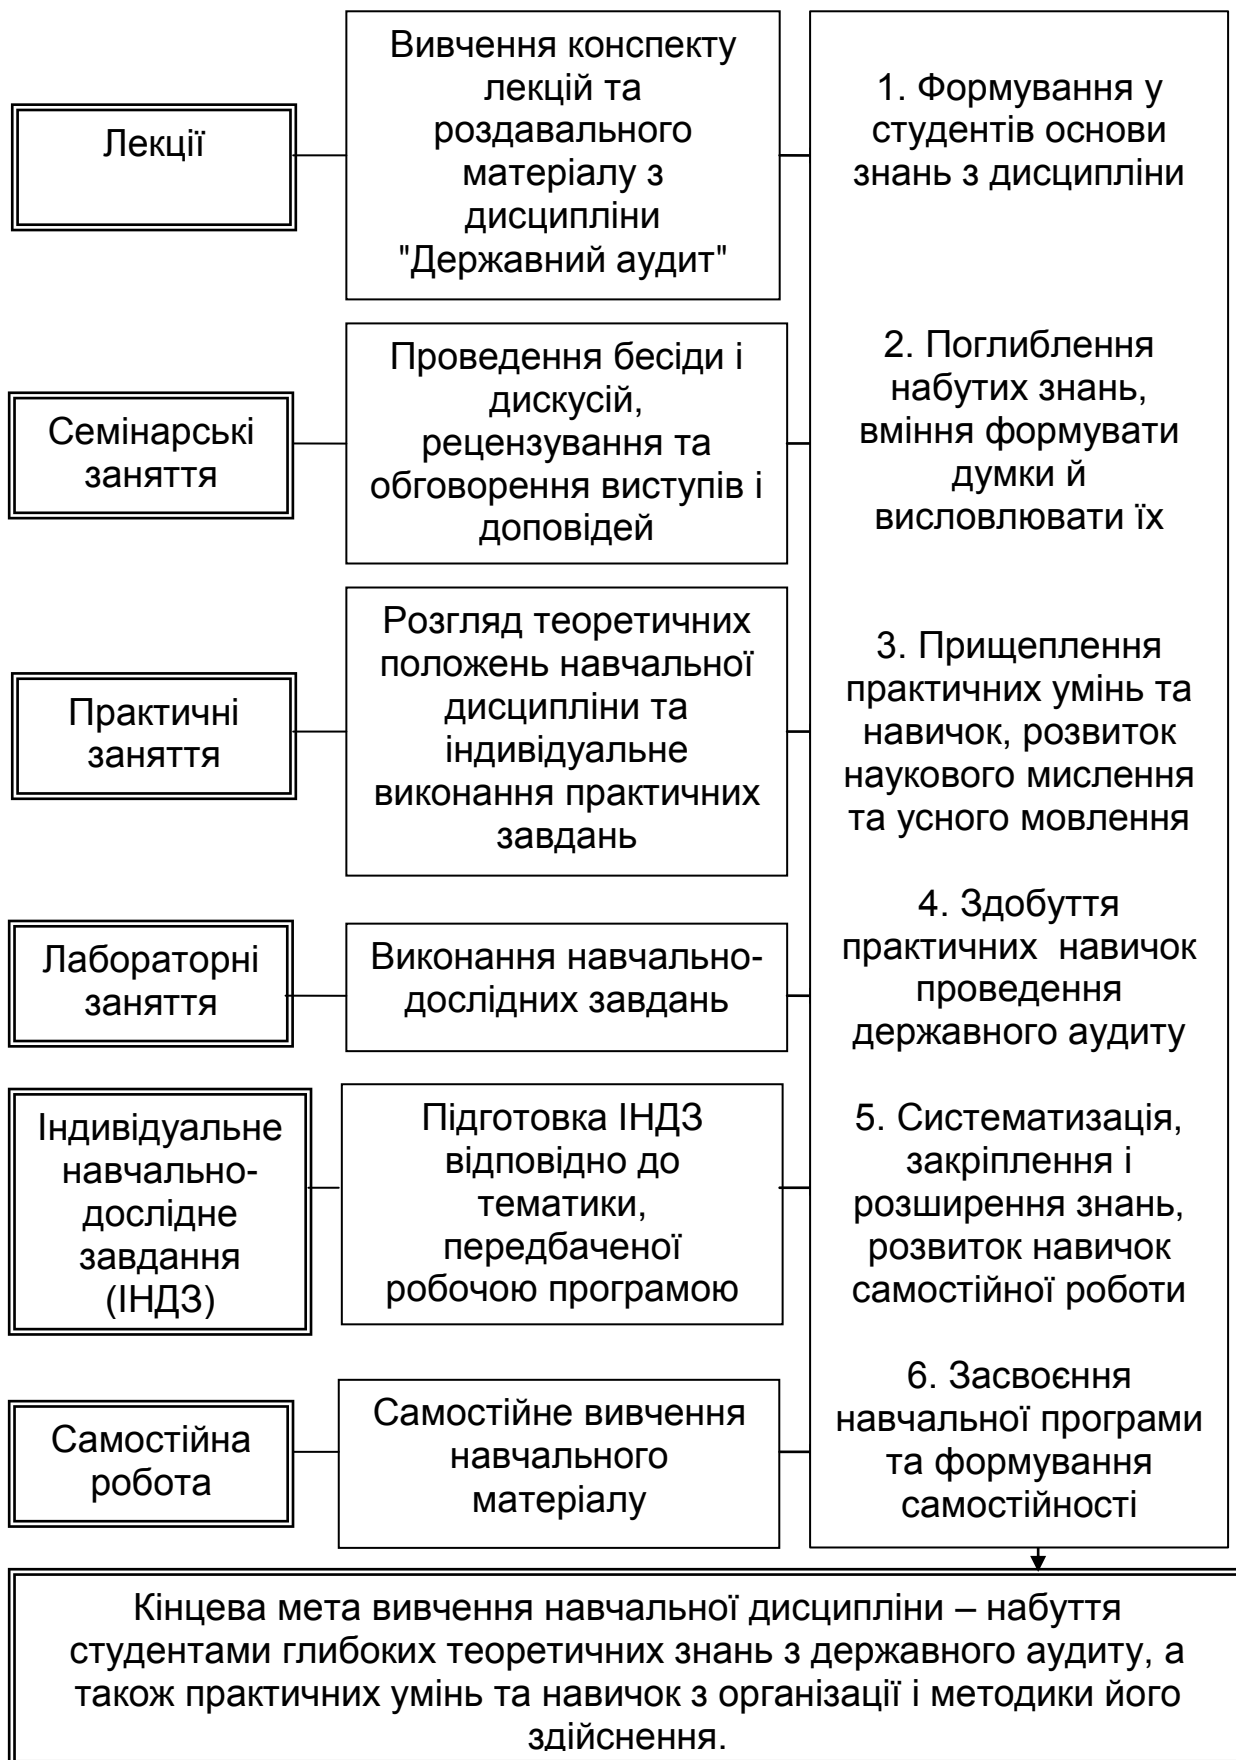 Лекції
Вивчення конспекту
лекцій та
роздавального
матеріалу з
дисципліни
"Державний аудит"
1. Формування у
студентів основи
знань з дисципліни
Семінарські
заняття
Проведення бесіди і
дискусій,
рецензування та
обговорення виступів і
доповідей
2. Поглиблення
набутих знань,
вміння формувати
думки й
висловлювати їх
Практичні
заняття
Розгляд теоретичних
положень навчальної
дисципліни та
індивідуальне
виконання практичних
завдань
3. Прищеплення
практичних умінь та
навичок, розвиток
наукового мислення
та усного мовлення
Лабораторні
заняття
Виконання навчально-
дослідних завдань
4. Здобуття
практичних  навичок
проведення
державного аудиту
Індивідуальне
навчально-
дослідне
завдання
(ІНДЗ)
Підготовка ІНДЗ
відповідно до
тематики,
передбаченої
робочою програмою
5. Систематизація,
закріплення і
розширення знань,
розвиток навичок
самостійної роботи
Самостійна
робота
Самостійне вивчення
навчального
матеріалу
6. Засвоєння
навчальної програми
та формування
самостійності
Кінцева мета вивчення навчальної дисципліни – набуття
студентами глибоких теоретичних знань з державного аудиту, а
також практичних умінь та навичок з організації і методики його
здійснення.